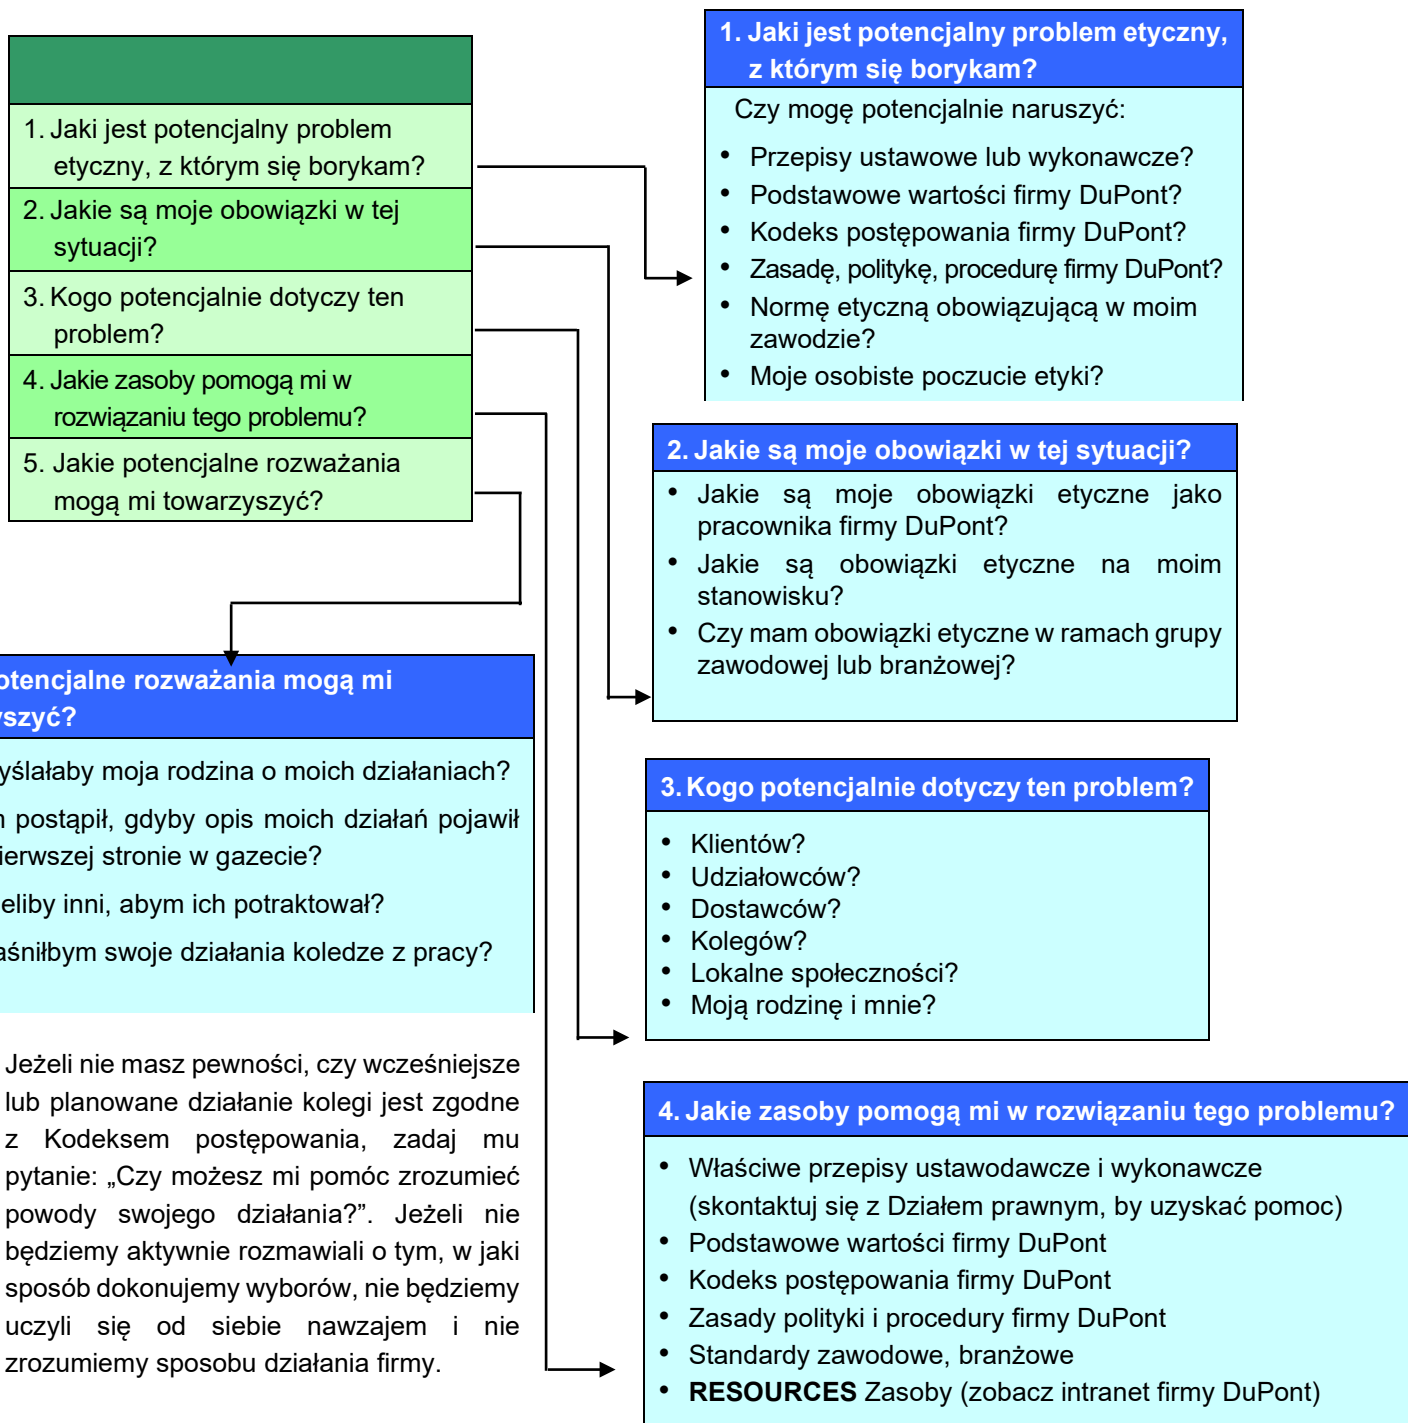 1. Jaki jest potencjalny problem
etyczny, z którym się borykam?
2. Jakie są moje obowiązki w tej
sytuacji?
3. Kogo potencjalnie dotyczy ten
problem?
4. Jakie zasoby pomogą mi w
rozwiązaniu tego problemu?
5. Jakie potencjalne rozważania
mogą mi towarzyszyć?
1. Jaki jest potencjalny problem etyczny,
z którym się borykam?
Czy mogę potencjalnie naruszyć:
• Przepisy ustawowe lub wykonawcze?
• Podstawowe wartości firmy DuPont?
• Kodeks postępowania firmy DuPont?
• Zasadę, politykę, procedurę firmy DuPont?
• Normę etyczną obowiązującą w moim
zawodzie?
• Moje osobiste poczucie etyki?
2. Jakie są moje obowiązki w tej sytuacji?
• Jakie są moje obowiązki etyczne jako
pracownika firmy DuPont?
• Jakie są obowiązki etyczne na moim
stanowisku?
• Czy mam obowiązki etyczne w ramach grupy
zawodowej lub branżowej?
3. Kogo potencjalnie dotyczy ten problem?
• Klientów?
• Udziałowców?
• Dostawców?
• Kolegów?
• Lokalne społeczności?
• Moją rodzinę i mnie?
4. Jakie zasoby pomogą mi w rozwiązaniu tego problemu?
• Właściwe przepisy ustawodawcze i wykonawcze
(skontaktuj się z Działem prawnym, by uzyskać pomoc)
• Podstawowe wartości firmy DuPont
• Kodeks postępowania firmy DuPont
• Zasady polityki i procedury firmy DuPont
• Standardy zawodowe, branżowe
• RESOURCES Zasoby (zobacz intranet firmy DuPont)
otencjalne rozważania mogą mi
yszyć?
yślałaby moja rodzina o moich działaniach?
postąpił, gdyby opis moich działań pojawił
ierwszej stronie w gazecie?
eliby inni, abym ich potraktował?
aśniłbym swoje działania koledze z pracy?
Jeżeli nie masz pewności, czy wcześniejsze
lub planowane działanie kolegi jest zgodne
z Kodeksem postępowania, zadaj mu
pytanie: „Czy możesz mi pomóc zrozumieć
powody swojego działania?”. Jeżeli nie
będziemy aktywnie rozmawiali o tym, w jaki
sposób dokonujemy wyborów, nie będziemy
uczyli się od siebie nawzajem i nie
zrozumiemy sposobu działania firmy.